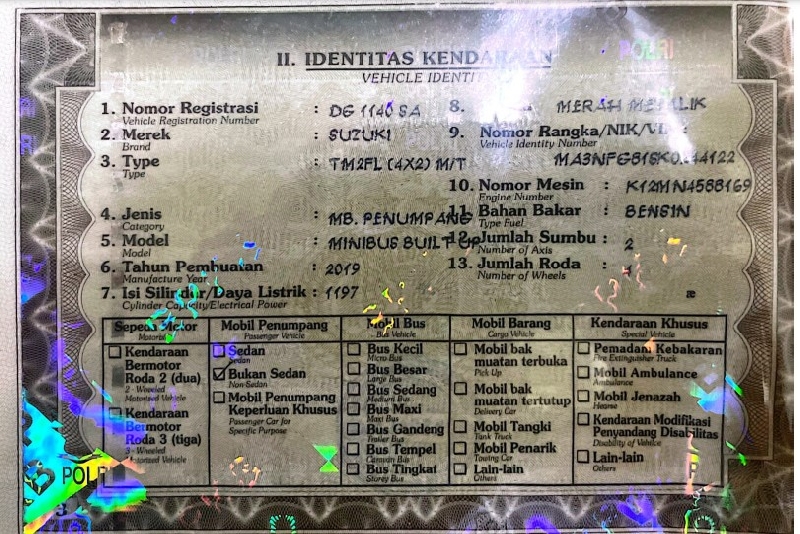 II. IDENTITAS KENDARAAN
VEHICLE IDENTIT
1. Nomor Registrasi : DG 1140 SA
Vehicle Registration Number
2. Merek : SUZUKI
Brand
3. Type : TM2FL (4X2) M/T
Type
4. Jenis : MB. PENUMPANG
Category
5. Model : MINIBUS BUILT UP
Model
6. Tahun Pembuatan : 2019
Manufacture Year
7. Isi Silinder/Daya Listrik : 1197
Cylinder Capacity/Electrical Power
8. MERAH METALIK
9. Nomor Rangka/NIK/VI :
Vehicle Identity Number
10. Nomor Mesin : K12MN4588169
Engine Number
11. Bahan Bakar : BENSIN
Type Fuel
12. Jumlah Sumbu : 2
Number of Axis
13. Jumlah Roda :
Number of Wheels
æ
Sepeda Motor
Mobil Penumpang
Passenger Vehicle
Mobil Bus
Bus Vehicle
Mobil Barang
Cargo Vehicle
Kendaraan Khusus
Special Vehicle
Kendaraan
Bermotor
Roda 2 (dua)
2 - Wheeled
Motorized Vehicle
Kendaraan
Bermotor
Roda 3 (tiga)
3 - Wheeled
Motorized Vehicle
Sedan
Sedan
Bukan Sedan
Non-Sedan
Mobil Penumpang
Keperluan Khusus
Passenger Car for
Specific Purpose
Bus Kecil
Micro Bus
Bus Besar
Large Bus
Bus Sedang
Medium Bus
Bus Maxi
Maxi Bus
Bus Gandeng
Trailer Bus
Bus Tempel
Caravan Bus
Bus Tingkat
Storey Bus
Mobil bak
muatan terbuka
Pick Up
Mobil bak
muatan tertutup
Delivery Car
Mobil Tangki
Tank Truck
Mobil Penarik
Towing Car
Lain-lain
Others
Pemadam Kebakaran
Fire Extinguisher Truck
Mobil Ambulance
Ambulance
Mobil Jenazah
Hearse
Kendaraan Modifikasi
Penyandang Disabilitas
Disability of Vehilce
Lain-lain
Others
POLRI
3